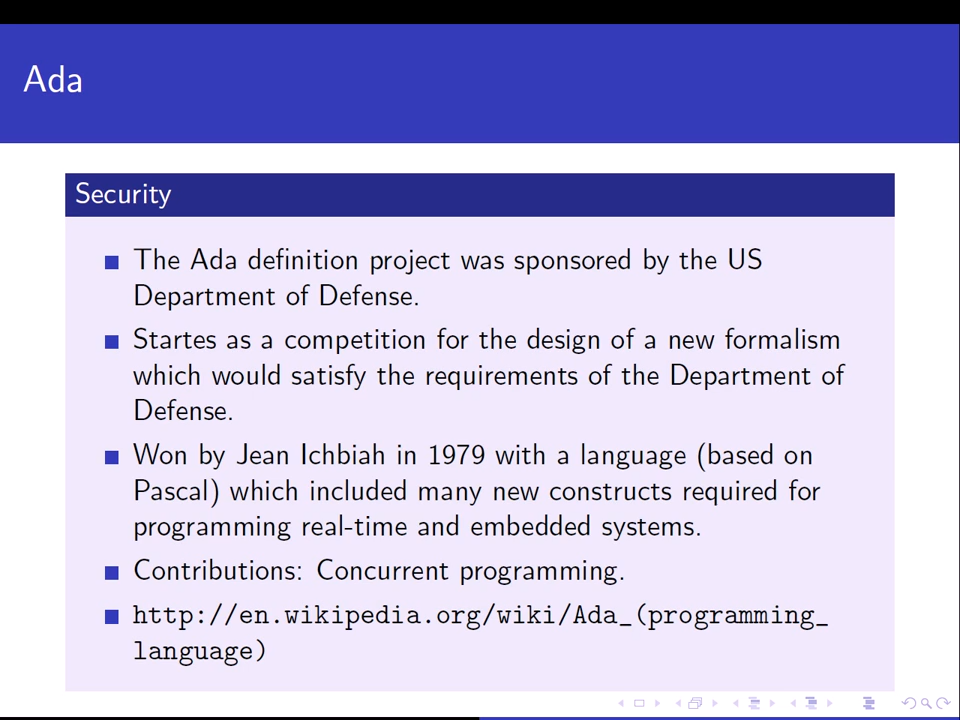 Ada
Security
The Ada definition project was sponsored by the US
Department of Defense.
Startes as a competition for the design of a new formalism
which would satisfy the requirements of the Department of
Defense.
Won by Jean Ichbiah in 1979 with a language (based on
Pascal) which included many new constructs required for
programming real-time and embedded systems.
Contributions: Concurrent programming.
http://en.wikipedia.org/wiki/Ada_(programming_
language)